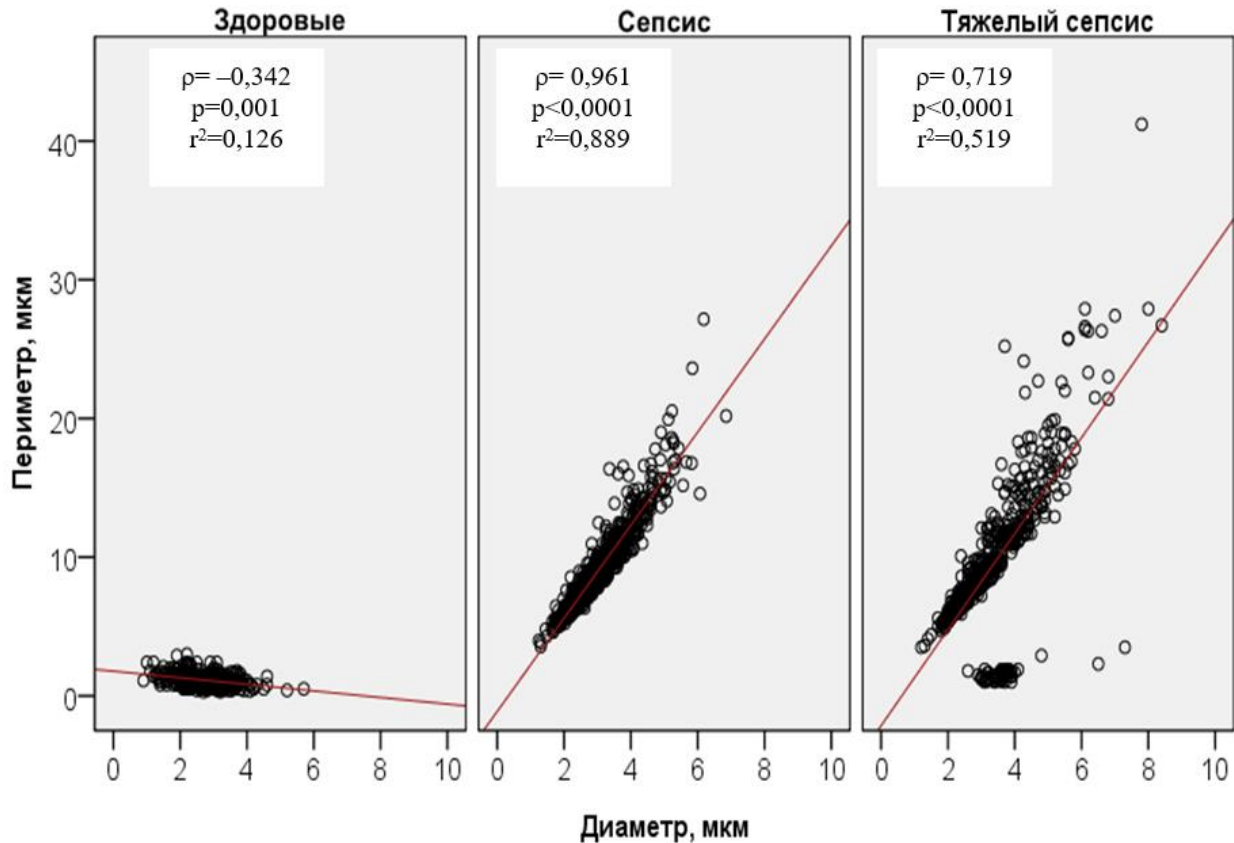 Здоровые
Сепсис
Тяжелый сепсис
ρ= –0,342
p=0,001
r²=0,126
ρ= 0,961
p<0,0001
r²=0,889
ρ= 0,719
p<0,0001
r²=0,519
Периметр, мкм
40
30
20
10
0
0 2 4 6 8 10
0 2 4 6 8 10
0 2 4 6 8 10
Диаметр, мкм